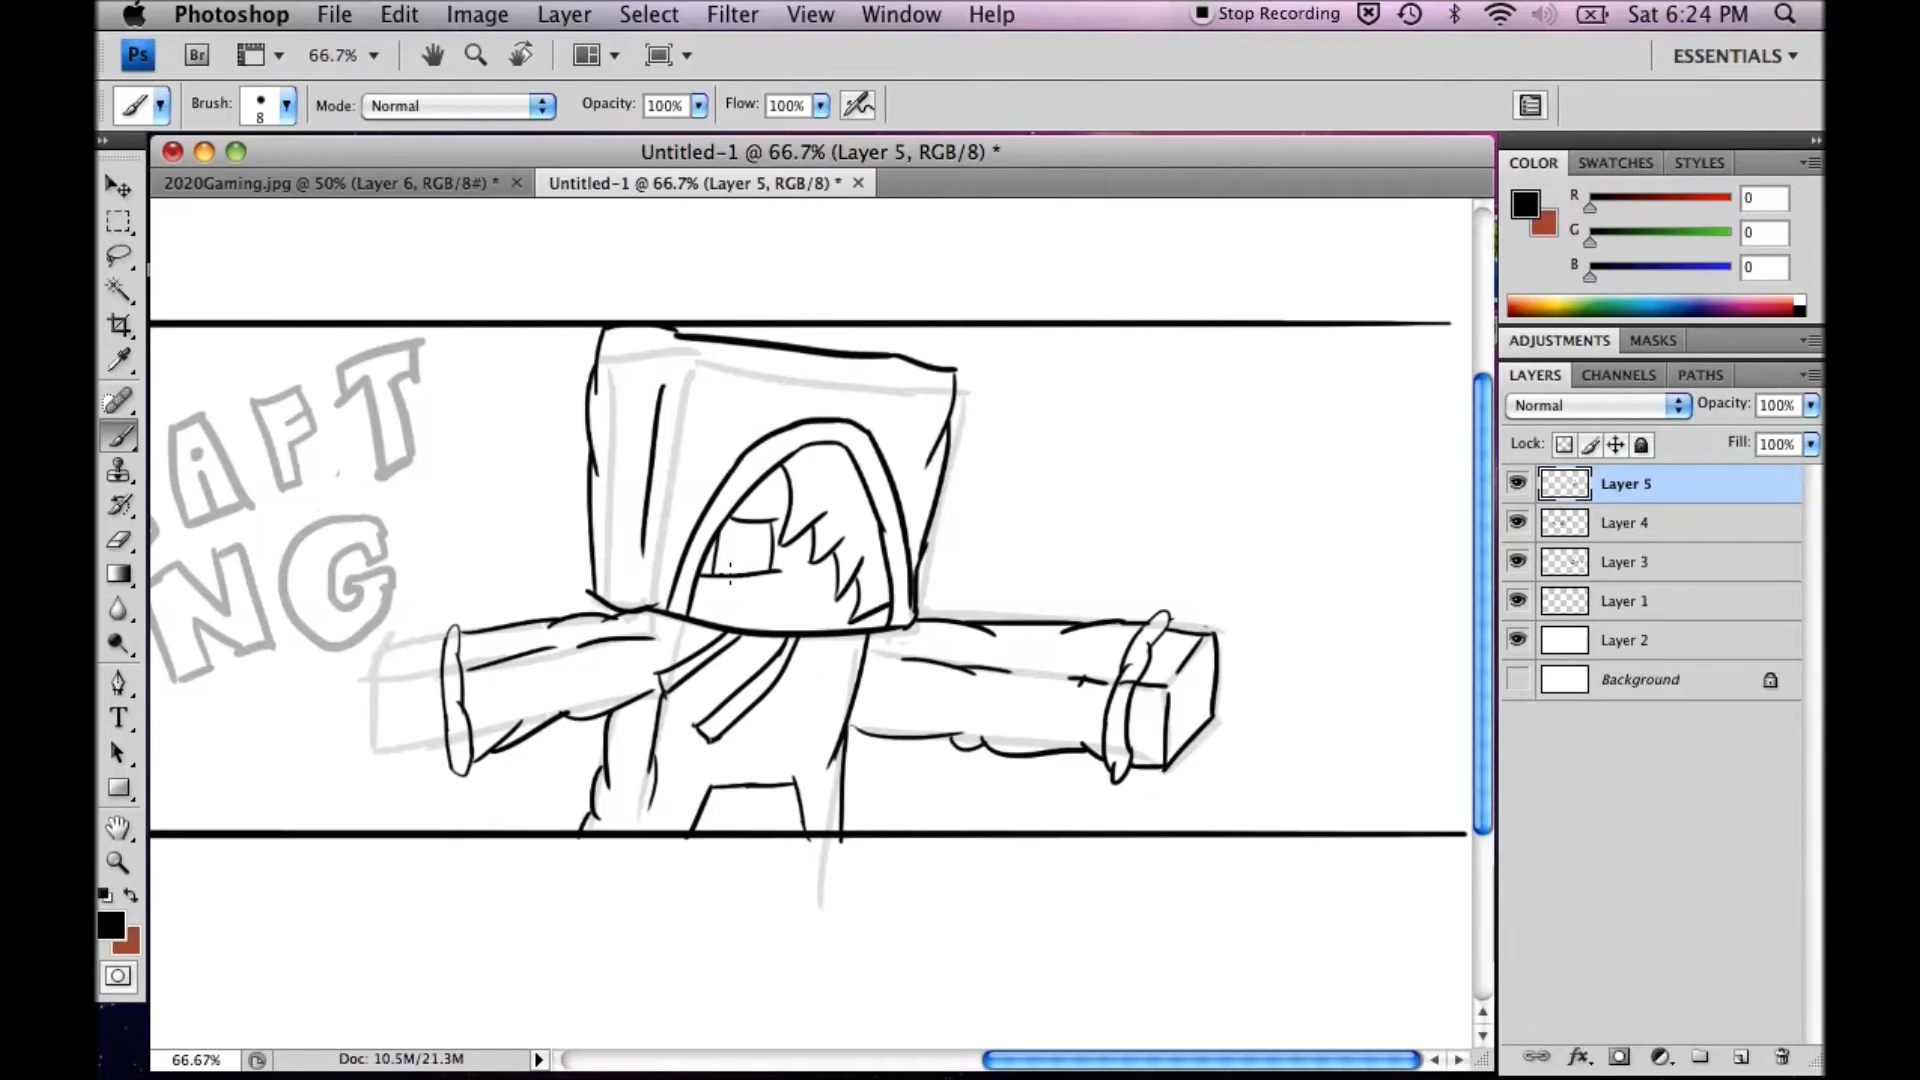 Photoshop File Edit Image Layer Select Filter View Window Help Stop Recording Sat 6:24 PM
Ps Br 66.7% ESSENTIALS
Brush: 8 Mode: Normal Opacity: 100% Flow: 100%
Untitled-1 @ 66.7% (Layer 5, RGB/8) *
2020Gaming.jpg @ 50% (Layer 6, RGB/8#) * Untitled-1 @ 66.7% (Layer 5, RGB/8) *
COLOR SWATCHES STYLES
R 0
G 0
B 0
ADJUSTMENTS MASKS
LAYERS CHANNELS PATHS
Normal Opacity: 100%
Lock: Fill: 100%
Layer 5
Layer 4
Layer 3
Layer 1
Layer 2
Background
AFT
NG
T
66.67% Doc: 10.5M/21.3M
fx